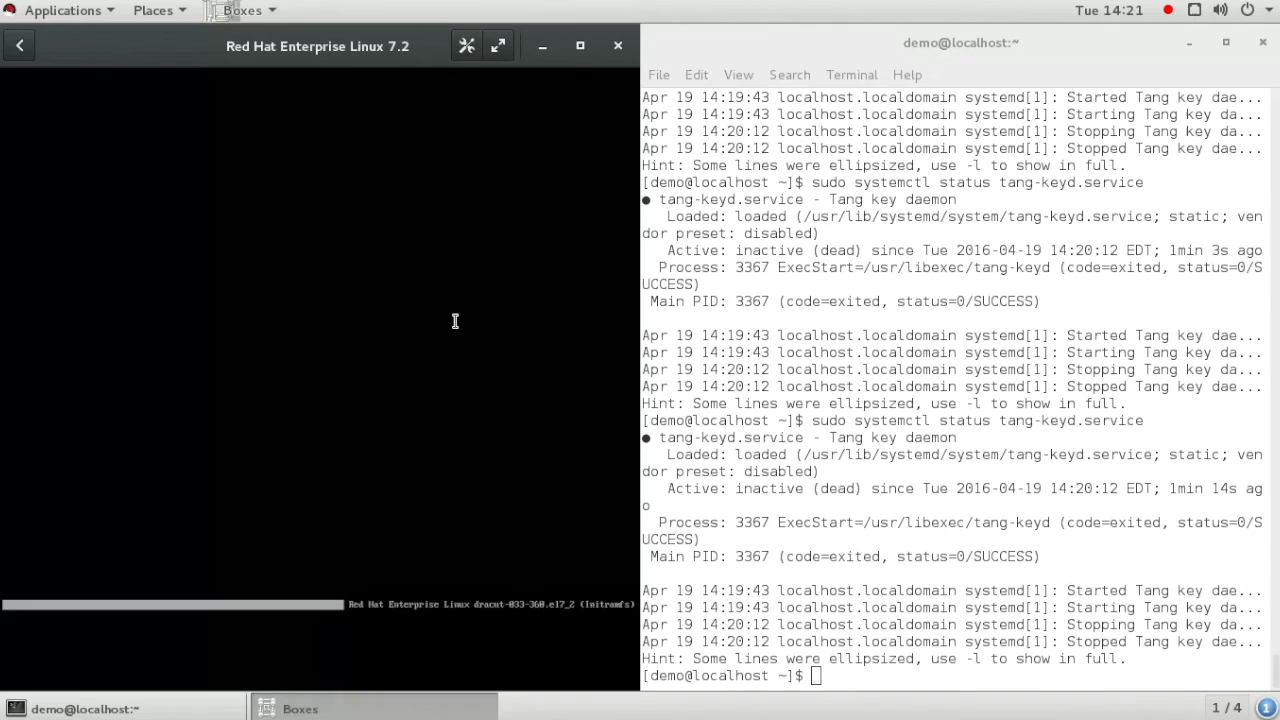 Applications Places Boxes Tue 14:21
Red Hat Enterprise Linux 7.2
demo@localhost:~
File Edit View Search Terminal Help
Apr 19 14:19:43 localhost.localdomain systemd[1]: Started Tang key dae...
Apr 19 14:19:43 localhost.localdomain systemd[1]: Starting Tang key da...
Apr 19 14:20:12 localhost.localdomain systemd[1]: Stopping Tang key da...
Apr 19 14:20:12 localhost.localdomain systemd[1]: Stopped Tang key dae...
Hint: Some lines were ellipsized, use -l to show in full.
[demo@localhost ~]$ sudo systemctl status tang-keyd.service
● tang-keyd.service - Tang key daemon
Loaded: loaded (/usr/lib/systemd/system/tang-keyd.service; static; ven
dor preset: disabled)
Active: inactive (dead) since Tue 2016-04-19 14:20:12 EDT; 1min 3s ago
Process: 3367 ExecStart=/usr/libexec/tang-keyd (code=exited, status=0/S
UCCESS)
Main PID: 3367 (code=exited, status=0/SUCCESS)
Apr 19 14:19:43 localhost.localdomain systemd[1]: Started Tang key dae...
Apr 19 14:19:43 localhost.localdomain systemd[1]: Starting Tang key da...
Apr 19 14:20:12 localhost.localdomain systemd[1]: Stopping Tang key da...
Apr 19 14:20:12 localhost.localdomain systemd[1]: Stopped Tang key dae...
Hint: Some lines were ellipsized, use -l to show in full.
[demo@localhost ~]$ sudo systemctl status tang-keyd.service
● tang-keyd.service - Tang key daemon
Loaded: loaded (/usr/lib/systemd/system/tang-keyd.service; static; ven
dor preset: disabled)
Active: inactive (dead) since Tue 2016-04-19 14:20:12 EDT; 1min 14s ag
o
Process: 3367 ExecStart=/usr/libexec/tang-keyd (code=exited, status=0/S
UCCESS)
Main PID: 3367 (code=exited, status=0/SUCCESS)
Apr 19 14:19:43 localhost.localdomain systemd[1]: Started Tang key dae...
Apr 19 14:19:43 localhost.localdomain systemd[1]: Starting Tang key da...
Apr 19 14:20:12 localhost.localdomain systemd[1]: Stopping Tang key da...
Apr 19 14:20:12 localhost.localdomain systemd[1]: Stopped Tang key dae...
Hint: Some lines were ellipsized, use -l to show in full.
[demo@localhost ~]$
Red Hat Enterprise Linux dracut-033-360.el7_2 (Initramfs)
demo@localhost:~ Boxes 1 / 4 1